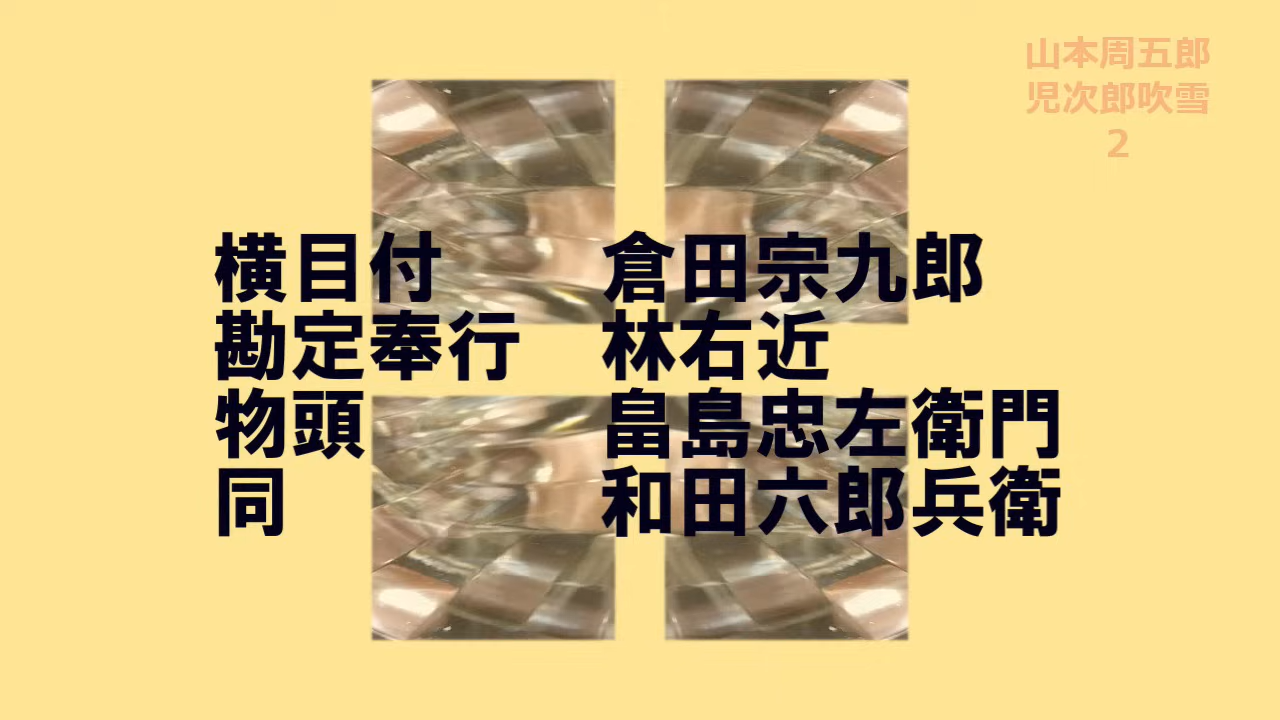 山本周五郎
児次郎吹雪
2
横目付　倉田宗九郎
勘定奉行　林右近
物頭　畠島忠左衛門
同　和田六郎兵衛